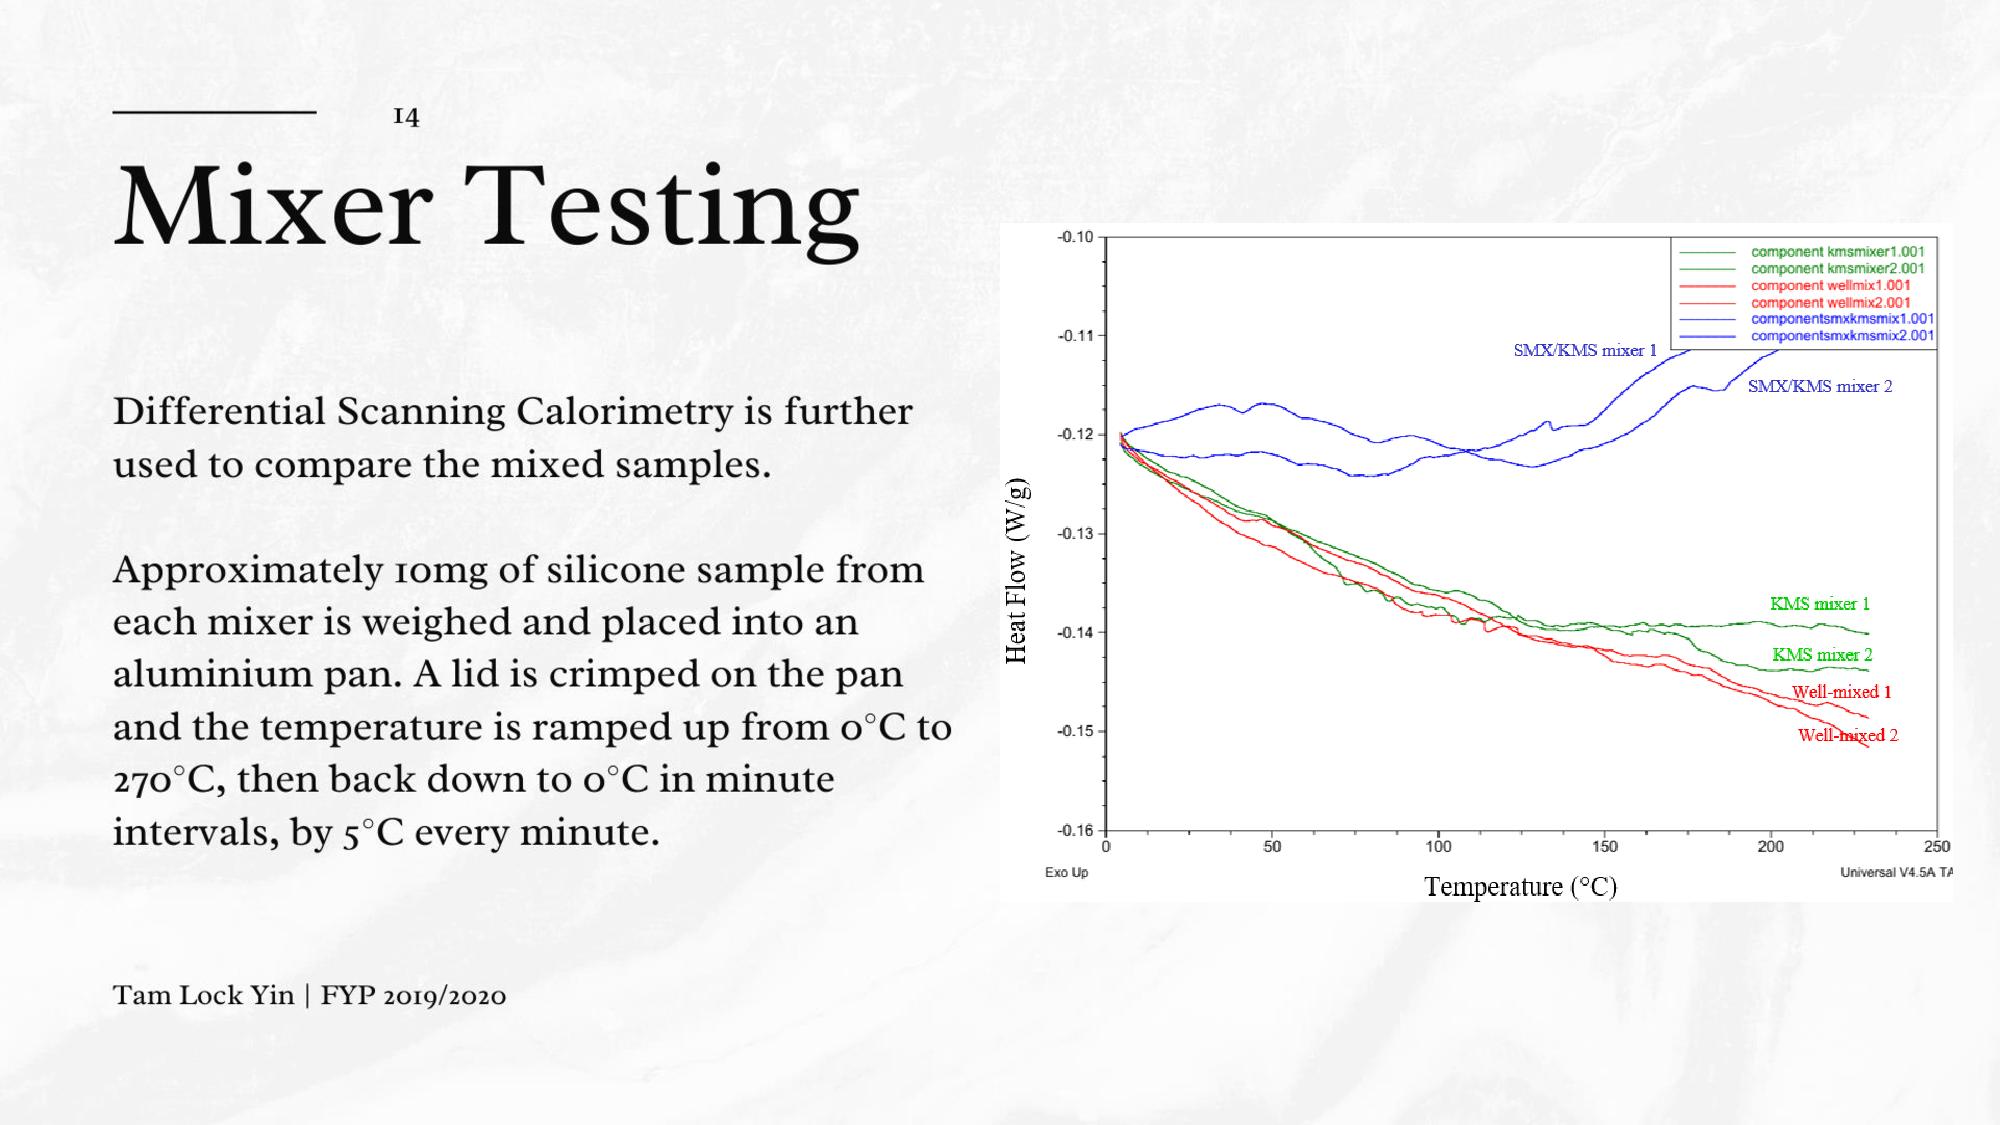 14
Mixer Testing
Differential Scanning Calorimetry is further
used to compare the mixed samples.
Approximately 10mg of silicone sample from
each mixer is weighed and placed into an
aluminium pan. A lid is crimped on the pan
and the temperature is ramped up from 0°C to
270°C, then back down to 0°C in minute
intervals, by 5°C every minute.
Tam Lock Yin | FYP 2019/2020
component kmsmixer1.001
component kmsmixer2.001
component wellmix1.001
component wellmix2.001
componentsmxkmsmix1.001
componentsmxkmsmix2.001
SMX/KMS mixer 1
SMX/KMS mixer 2
KMS mixer 1
KMS mixer 2
Well-mixed 1
Well-mixed 2
Heat Flow (W/g)
-0.10
-0.11
-0.12
-0.13
-0.14
-0.15
-0.16
0 50 100 150 200 250
Exo Up
Universal V4.5A TA
Temperature (°C)